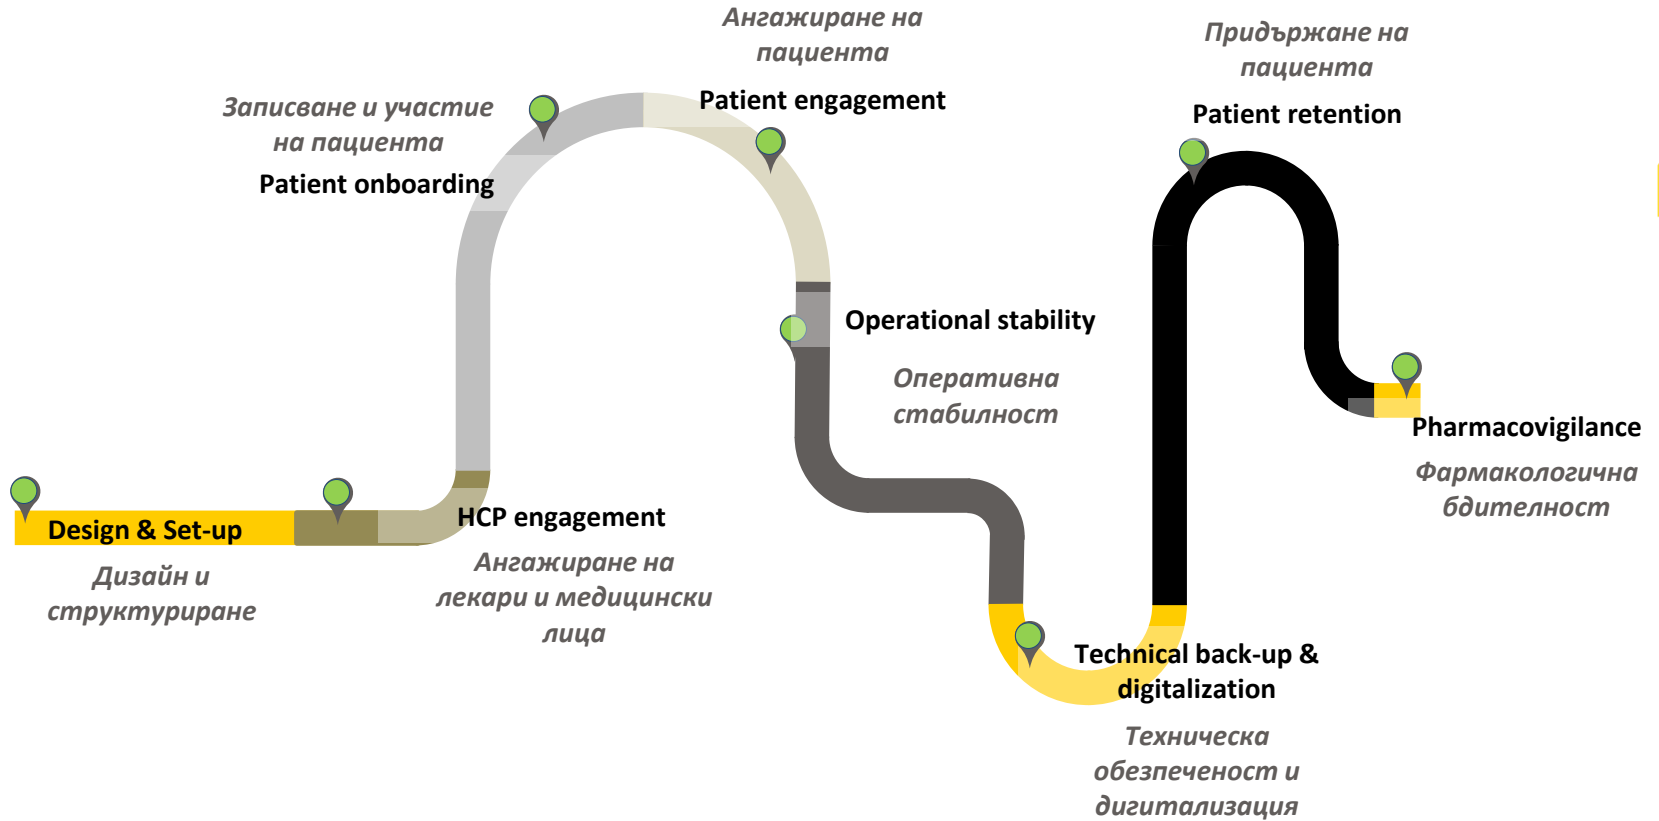 Дизайн и
структуриране
Design & Set-up
HCP engagement
Ангажиране на
лекари и медицински
лица
Записване и участие
на пациента
Patient onboarding
Ангажиране на
пациента
Patient engagement
Operational stability
Оперативна
стабилност
Technical back-up &
digitalization
Техническа
обезпеченост и
дигитализация
Придържане на
пациента
Patient retention
Pharmacovigilance
Фармакологична
бдителност